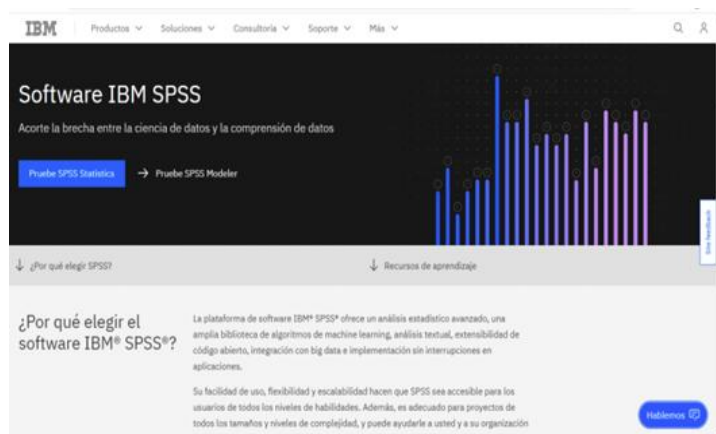 IBM Productos Soluciones Consultoría Soporte Más
Software IBM SPSS
Acorte la brecha entre la ciencia de datos y la comprensión de datos
Pruebe SPSS Statistics → Pruebe SPSS Modeler
Site feedback
↓ ¿Por qué elegir SPSS? ↓ Recursos de aprendizaje
¿Por qué elegir el
software IBM® SPSS®?
La plataforma de software IBM® SPSS® ofrece un análisis estadístico avanzado, una
amplia biblioteca de algoritmos de machine learning, análisis textual, extensibilidad de
código abierto, integración con big data e implementación sin interrupciones en
aplicaciones.
Su facilidad de uso, flexibilidad y escalabilidad hacen que SPSS sea accesible para los
usuarios de todos los niveles de habilidades. Además, es adecuado para proyectos de
todos los tamaños y niveles de complejidad, y puede ayudarle a usted y a su organización
Hablemos